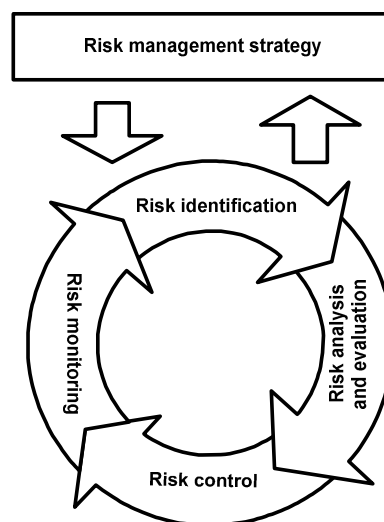 Risk management strategy
Risk identification
Risk analysis
and evaluation
Risk control
Risk monitoring